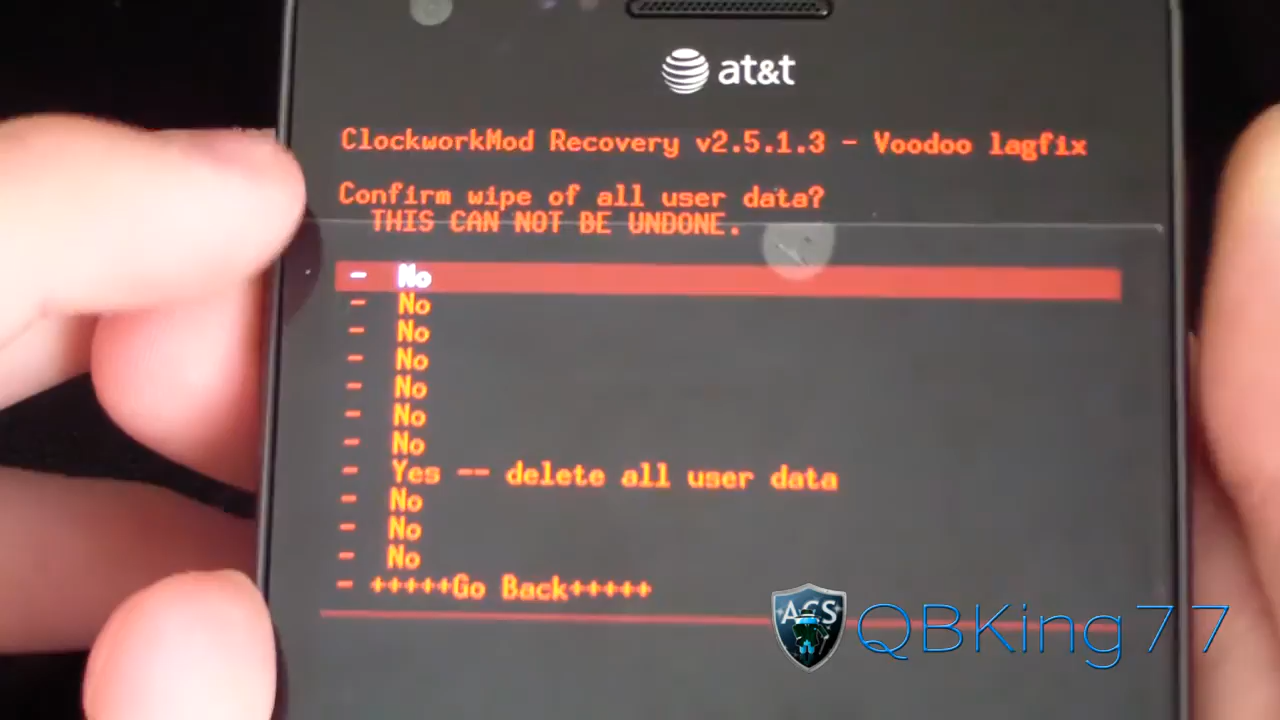 at&t
ClockworkMod Recovery v2.5.1.3 - Voodoo lagfix
Confirm wipe of all user data?
THIS CAN NOT BE UNDONE.
- No
- No
- No
- No
- No
- No
- No
- Yes -- delete all user data
- No
- No
- No
- +++++Go Back+++++
ACS
QBKing77